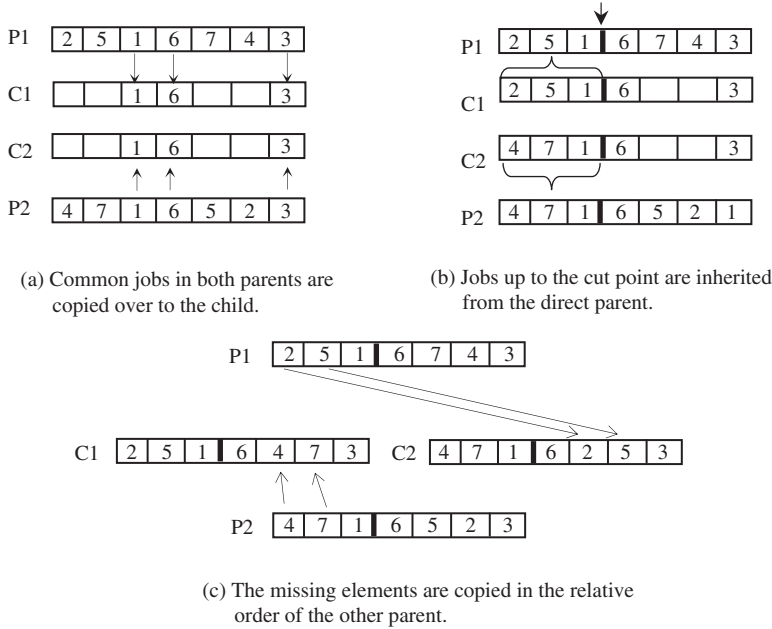 P1 2 5 1 6 7 4 3
C1 1 6 3
C2 1 6 3
P2 4 7 1 6 5 2 3
(a) Common jobs in both parents are
copied over to the child.
P1 2 5 1 6 7 4 3
C1 2 5 1 6 3
C2 4 7 1 6 3
P2 4 7 1 6 5 2 1
(b) Jobs up to the cut point are inherited
from the direct parent.
P1 2 5 1 6 7 4 3
C1 2 5 1 6 4 7 3
C2 4 7 1 6 2 5 3
P2 4 7 1 6 5 2 3
(c) The missing elements are copied in the relative
order of the other parent.